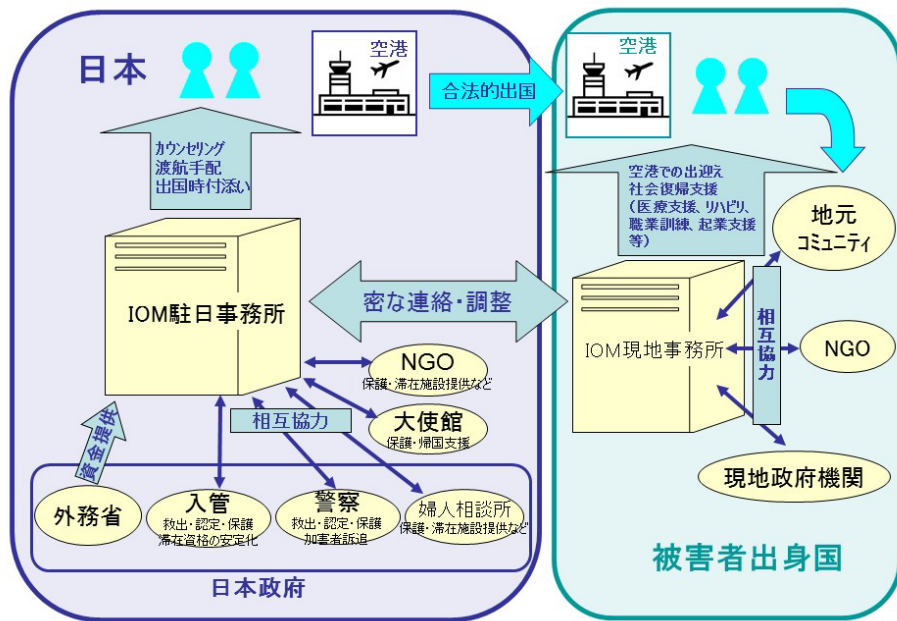 日本
空港
合法的出国
空港
カウンセリング
渡航手配
出国時付添い
空港での出迎え
社会復帰支援
（医療支援、リハビリ、
職業訓練、起業支援
等）
地元
コミュニティ
IOM駐日事務所
密な連絡・調整
IOM現地事務所
相互協力
NGO
NGO
保護・滞在施設提供など
大使館
保護・帰国支援
相互協力
資金提供
現地政府機関
外務省
入管
救出・認定・保護
滞在資格の安定化
警察
救出・認定・保護
加害者訴追
婦人相談所
保護・滞在施設提供など
日本政府
被害者出身国